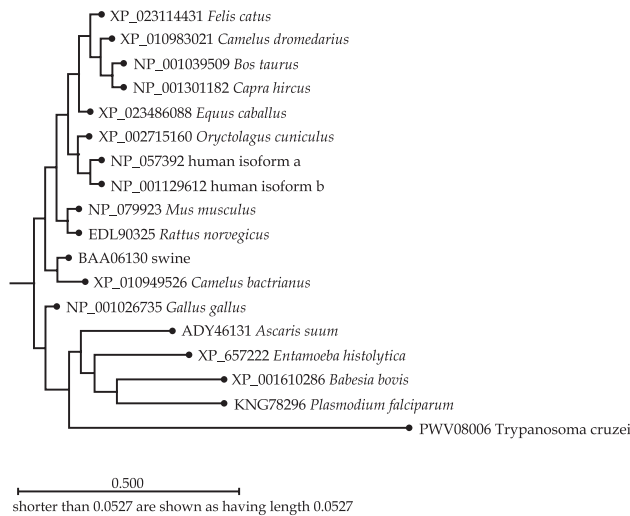 XP_023114431 Felis catus
XP_010983021 Camelus dromedarius
NP_001039509 Bos taurus
NP_001301182 Capra hircus
XP_023486088 Equus caballus
XP_002715160 Oryctolagus cuniculus
NP_057392 human isoform a
NP_001129612 human isoform b
NP_079923 Mus musculus
EDL90325 Rattus norvegicus
BAA06130 swine
XP_010949526 Camelus bactrianus
NP_001026735 Gallus gallus
ADY46131 Ascaris suum
XP_657222 Entamoeba histolytica
XP_001610286 Babesia bovis
KNG78296 Plasmodium falciparum
PWV08006 Trypanosoma cruzei
0.500
shorter than 0.0527 are shown as having length 0.0527